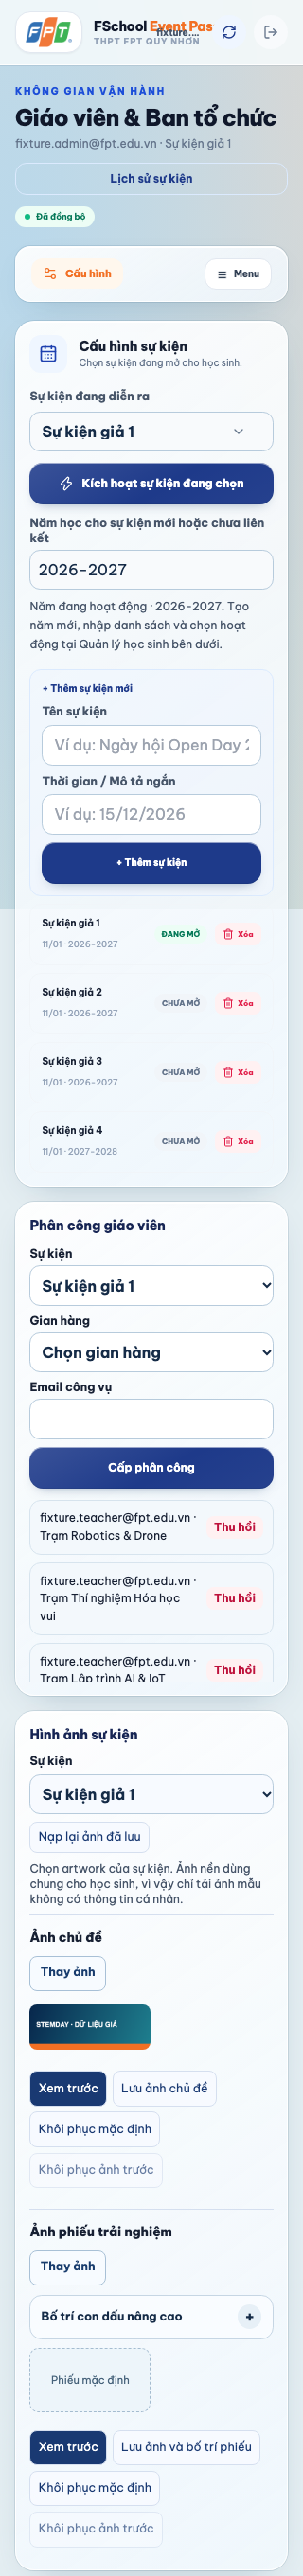 FPT
FSchool Event Pas
fixture....
THPT FPT QUY NHƠN
KHÔNG GIAN VẬN HÀNH
Giáo viên & Ban tổ chức
fixture.admin@fpt.edu.vn · Sự kiện giả 1
Lịch sử sự kiện
Đã đồng bộ
Cấu hình
Menu
Cấu hình sự kiện
Chọn sự kiện đang mở cho học sinh.
Sự kiện đang diễn ra
Sự kiện giả 1
Kích hoạt sự kiện đang chọn
Năm học cho sự kiện mới hoặc chưa liên
kết
2026-2027
Năm đang hoạt động · 2026-2027. Tạo
năm mới, nhập danh sách và chọn hoạt
động tại Quản lý học sinh bên dưới.
+ Thêm sự kiện mới
Tên sự kiện
Ví dụ: Ngày hội Open Day 2
Thời gian / Mô tả ngắn
Ví dụ: 15/12/2026
+ Thêm sự kiện
Sự kiện giả 1
11/01 · 2026-2027
ĐANG MỞ
Xóa
Sự kiện giả 2
11/01 · 2026-2027
CHƯA MỞ
Xóa
Sự kiện giả 3
11/01 · 2026-2027
CHƯA MỞ
Xóa
Sự kiện giả 4
11/01 · 2027-2028
CHƯA MỞ
Xóa
Phân công giáo viên
Sự kiện
Sự kiện giả 1
Gian hàng
Chọn gian hàng
Email công vụ
Cấp phân công
fixture.teacher@fpt.edu.vn ·
Trạm Robotics & Drone
Thu hồi
fixture.teacher@fpt.edu.vn ·
Trạm Thí nghiệm Hóa học
vui
Thu hồi
fixture.teacher@fpt.edu.vn ·
Trạm Lập trình AI & IoT
Thu hồi
Hình ảnh sự kiện
Sự kiện
Sự kiện giả 1
Nạp lại ảnh đã lưu
Chọn artwork của sự kiện. Ảnh nền dùng
chung cho học sinh, vì vậy chỉ tải ảnh mẫu
không có thông tin cá nhân.
Ảnh chủ đề
Thay ảnh
STEMDAY · DỮ LIỆU GIẢ
Xem trước
Lưu ảnh chủ đề
Khôi phục mặc định
Khôi phục ảnh trước
Ảnh phiếu trải nghiệm
Thay ảnh
Bố trí con dấu nâng cao
+
Phiếu mặc định
Xem trước
Lưu ảnh và bố trí phiếu
Khôi phục mặc định
Khôi phục ảnh trước